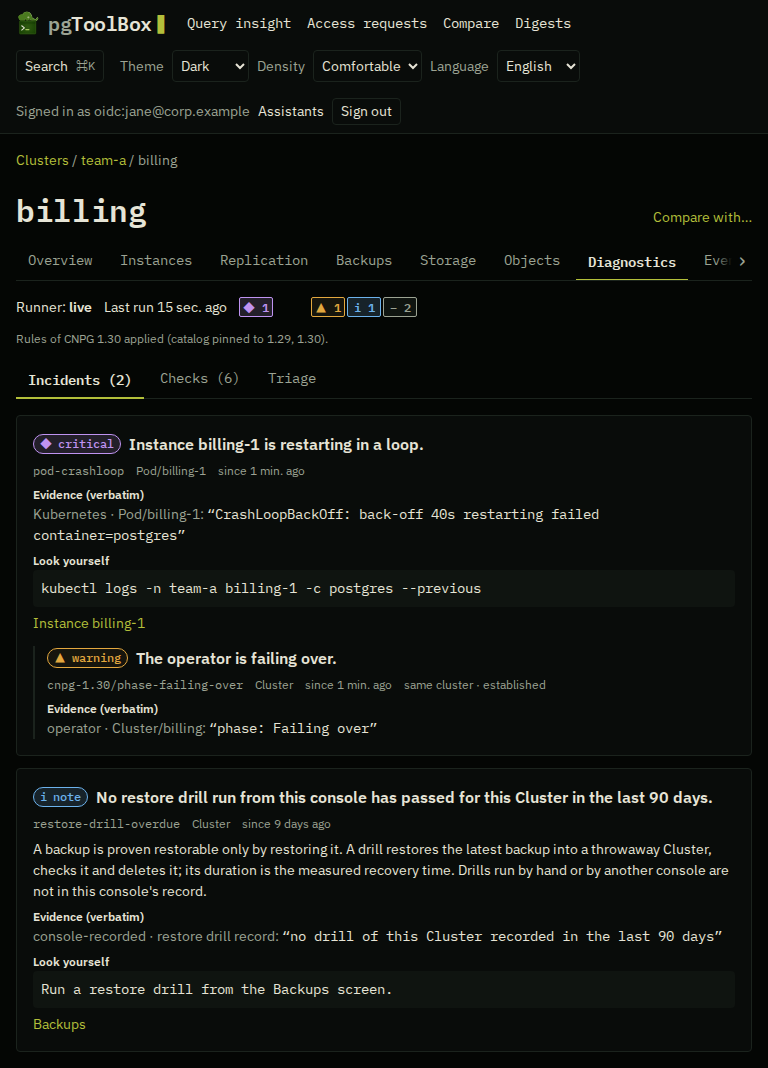 pgToolBox
Query insight Access requests Compare Digests
Search ⌘K Theme Dark Density Comfortable Language English
Signed in as oidc:jane@corp.example Assistants Sign out
Clusters / team-a / billing
billing
Compare with…
Overview Instances Replication Backups Storage Objects Diagnostics
Runner: live Last run 15 sec. ago ◆ 1 ▲ 1 i 1 − 2
Rules of CNPG 1.30 applied (catalog pinned to 1.29, 1.30).
Incidents (2) Checks (6) Triage
◆ critical Instance billing-1 is restarting in a loop.
pod-crashloop Pod/billing-1 since 1 min. ago
Evidence (verbatim)
Kubernetes · Pod/billing-1: “CrashLoopBackOff: back-off 40s restarting failed
container=postgres”
Look yourself
kubectl logs -n team-a billing-1 -c postgres --previous
Instance billing-1
▲ warning The operator is failing over.
cnpg-1.30/phase-failing-over Cluster since 1 min. ago same cluster · established
Evidence (verbatim)
operator · Cluster/billing: “phase: Failing over”
i note No restore drill run from this console has passed for this Cluster in the last 90 days.
restore-drill-overdue Cluster since 9 days ago
A backup is proven restorable only by restoring it. A drill restores the latest backup into a throwaway Cluster,
checks it and deletes it; its duration is the measured recovery time. Drills run by hand or by another console are
not in this console's record.
Evidence (verbatim)
console-recorded · restore drill record: “no drill of this Cluster recorded in the last 90 days”
Look yourself
Run a restore drill from the Backups screen.
Backups